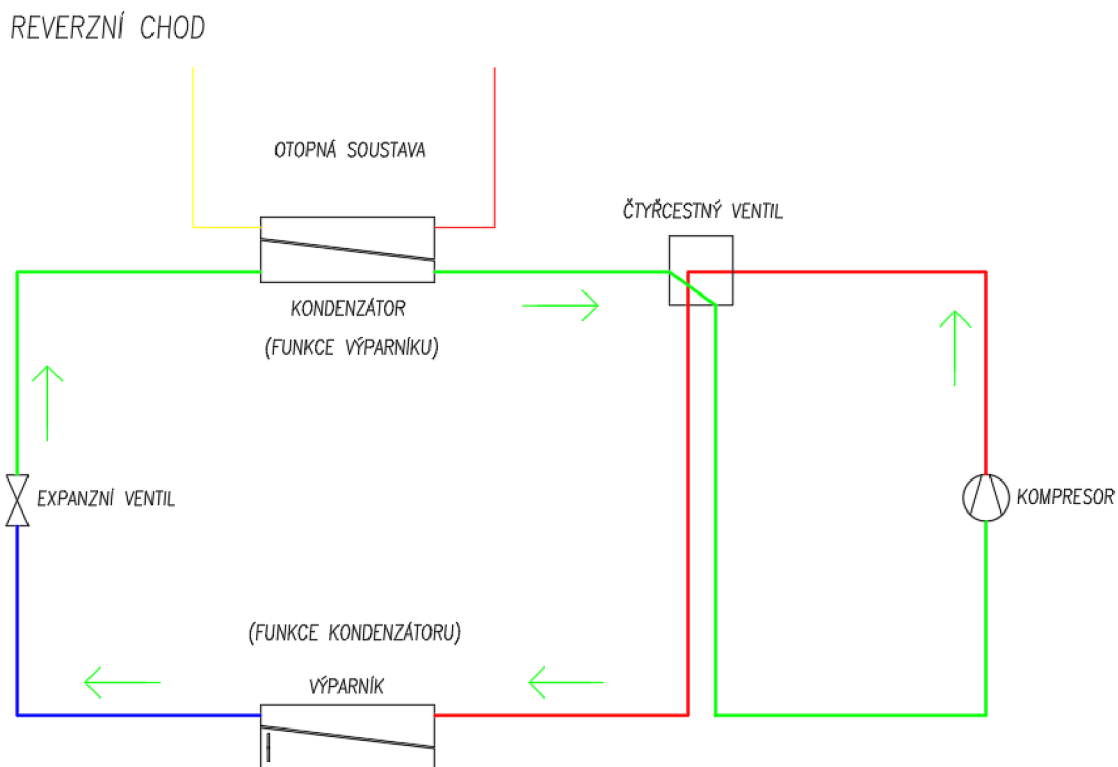 REVERZNÍ CHOD
OTOPNÁ SOUSTAVA
ČTYŘCESTNÝ VENTIL
KONDENZÁTOR
(FUNKCE VÝPARNÍKU)
EXPANZNÍ VENTIL
KOMPRESOR
(FUNKCE KONDENZÁTORU)
VÝPARNÍK